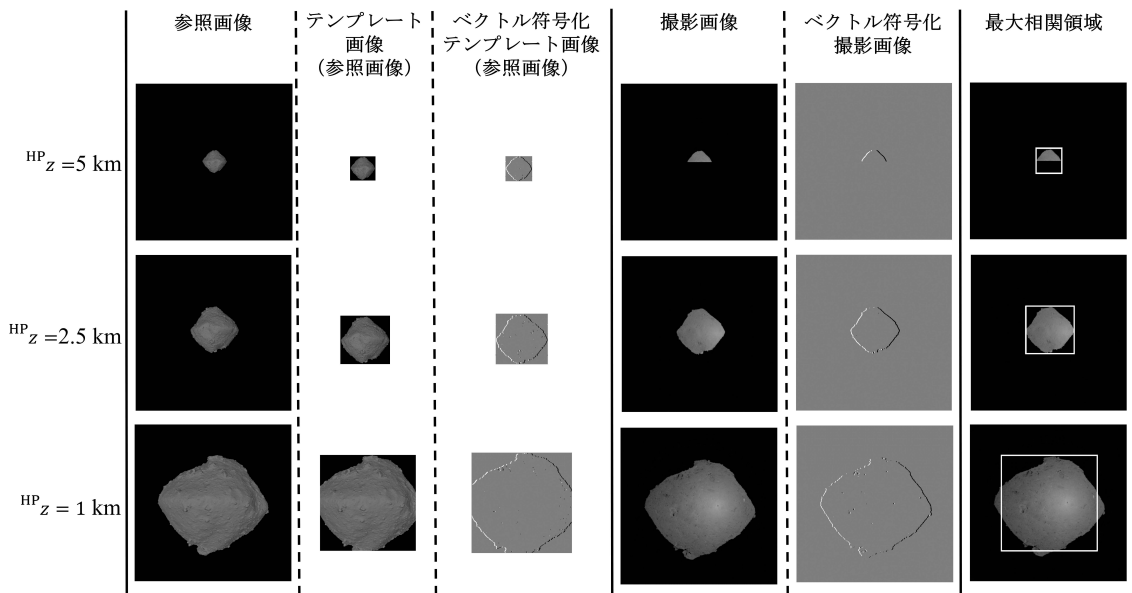 参照画像
テンプレート
画像
（参照画像）
ベクトル符号化
テンプレート画像
（参照画像）
撮影画像
ベクトル符号化
撮影画像
最大相関領域
HPz =5 km
HPz =2.5 km
HPz = 1 km